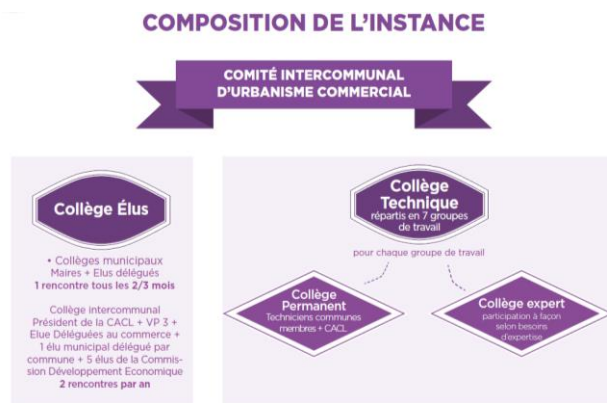 COMPOSITION DE L'INSTANCE
COMITÉ INTERCOMMUNAL
D'URBANISME COMMERCIAL
Collège Élus
• Collèges municipaux
Maires + Elus délégués
1 rencontre tous les 2/3 mois
Collège intercommunal
Président de la CACL + VP 3 +
Elue Déléguées au commerce +
1 élu municipal délégué par
commune + 5 élus de la Commis-
sion Développement Economique
2 rencontres par an
Collège
Technique
répartis en 7 groupes
de travail
pour chaque groupe de travail
Collège
Permanent
Techniciens communes
membres + CACL
Collège expert
participation à façon
selon besoins
d'expertise